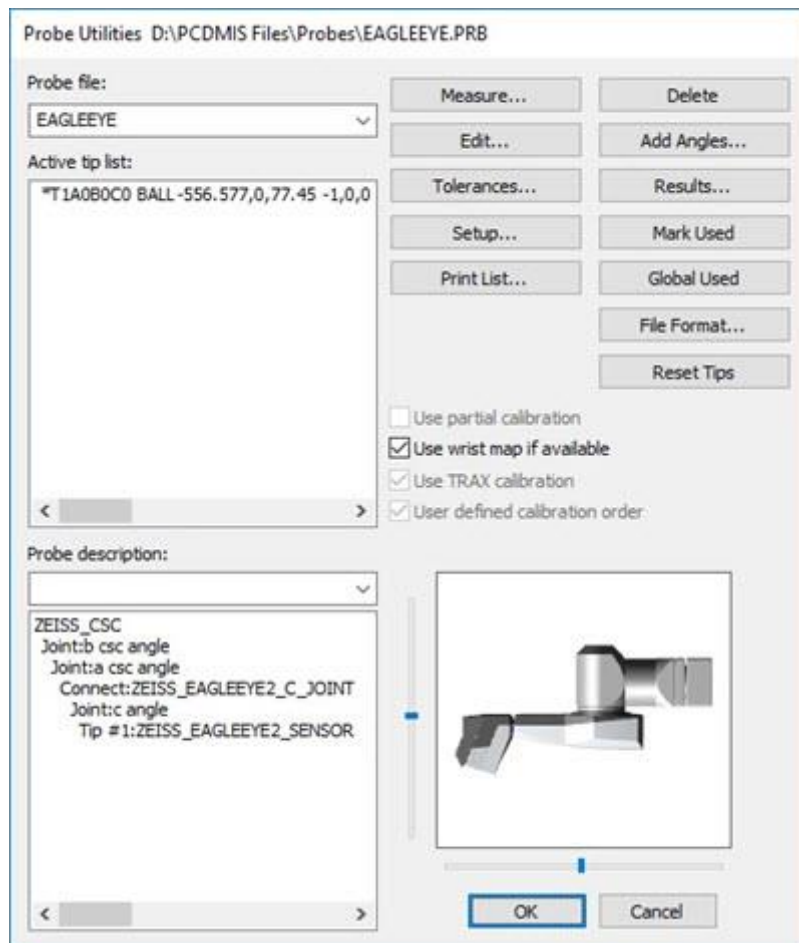 Probe Utilities D:\PCDMIS Files\Probes\EAGLEEYE.PRB
Probe file:
EAGLEEYE
Active tip list:
*T1A0B0C0 BALL -556.577,0,77.45 -1,0,0
Measure...
Delete
Edit...
Add Angles...
Tolerances...
Results...
Setup...
Mark Used
Print List...
Global Used
File Format...
Reset Tips
Use partial calibration
Use wrist map if available
Use TRAX calibration
User defined calibration order
Probe description:
ZEISS_CSC
Joint:b csc angle
Joint:a csc angle
Connect:ZEISS_EAGLEEYE2_C_JOINT
Joint:c angle
Tip #1:ZEISS_EAGLEEYE2_SENSOR
OK
Cancel